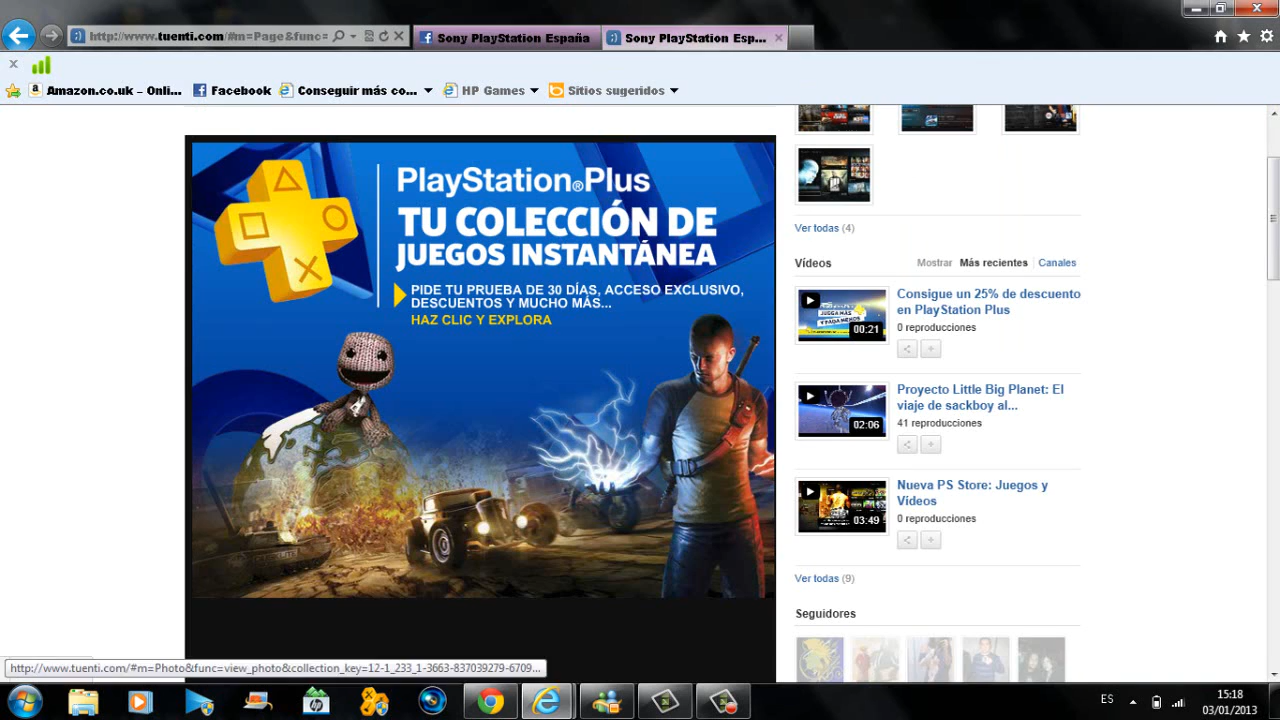 http://www.tuenti.com/#m=Page&func=
Sony PlayStation España
Sony PlayStation Esp...
Amazon.co.uk – Onli...
Facebook
Conseguir más co...
HP Games
Sitios sugeridos
PlayStation®Plus
TU COLECCIÓN DE
JUEGOS INSTANTÁNEA
PIDE TU PRUEBA DE 30 DÍAS, ACCESO EXCLUSIVO,
DESCUENTOS Y MUCHO MÁS...
HAZ CLIC Y EXPLORA
Ver todas (4)
Vídeos
Mostrar Más recientes Canales
JUEGA MÁS
Y PAGA MENOS
00:21
Consigue un 25% de descuento
en PlayStation Plus
0 reproducciones
02:06
Proyecto Little Big Planet: El
viaje de sackboy al...
41 reproducciones
03:49
Nueva PS Store: Juegos y
Vídeos
0 reproducciones
Ver todas (9)
Seguidores
http://www.tuenti.com/#m=Photo&func=view_photo&collection_key=12-1_233_1-3663-837039279-6709...
hp
ES
15:18
03/01/2013